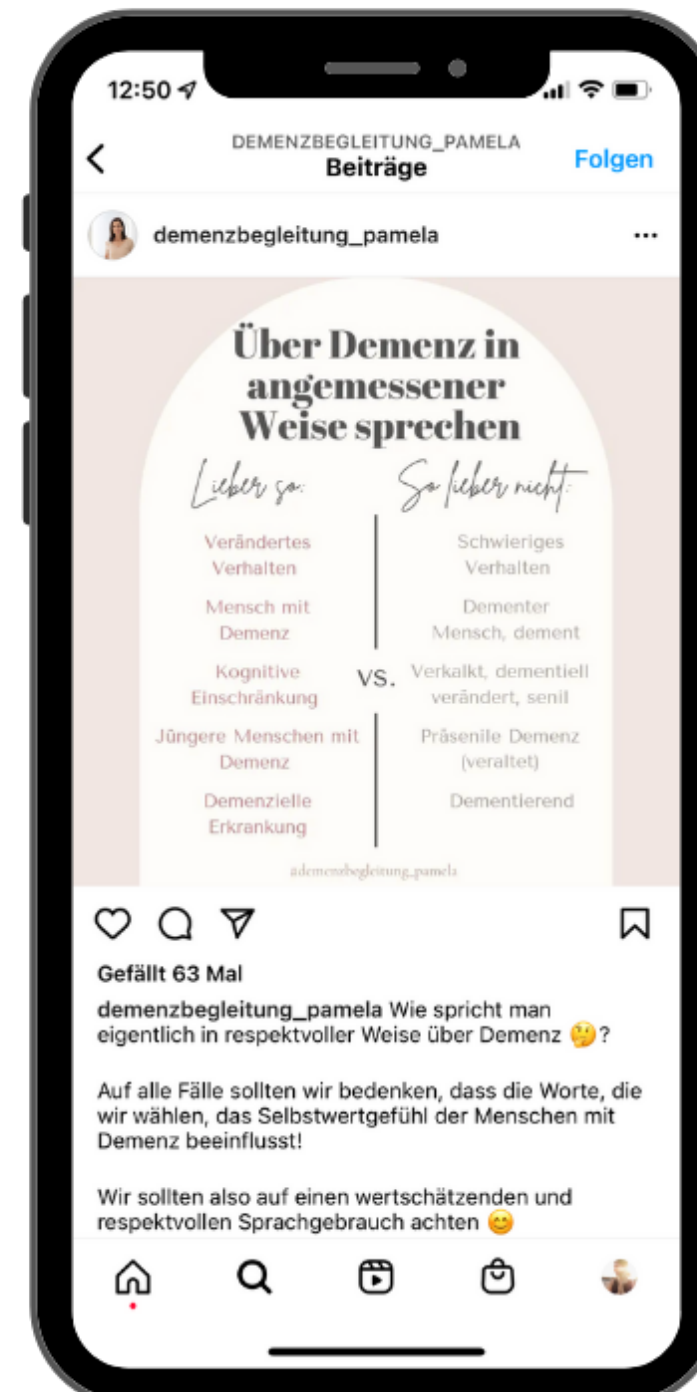 12:50
DEMENZBEGLEITUNG_PAMELA
Beiträge
Folgen
demenzbegleitung_pamela
Über Demenz in
angemessener
Weise sprechen
Lieber so:
Verändertes
Verhalten
Mensch mit
Demenz
Kognitive
Einschränkung
Jüngere Menschen mit
Demenz
Demenzielle
Erkrankung
vs.
So lieber nicht:
Schwieriges
Verhalten
Dementer
Mensch, dement
Verkalkt, dementiell
verändert, senil
Präsenile Demenz
(veraltet)
Dementierend
@demenzbegleitung_pamela
Gefällt 63 Mal
demenzbegleitung_pamela Wie spricht man
eigentlich in respektvoller Weise über Demenz 🤔?
Auf alle Fälle sollten wir bedenken, dass die Worte, die
wir wählen, das Selbstwertgefühl der Menschen mit
Demenz beeinflusst!
Wir sollten also auf einen wertschätzenden und
respektvollen Sprachgebrauch achten 😊